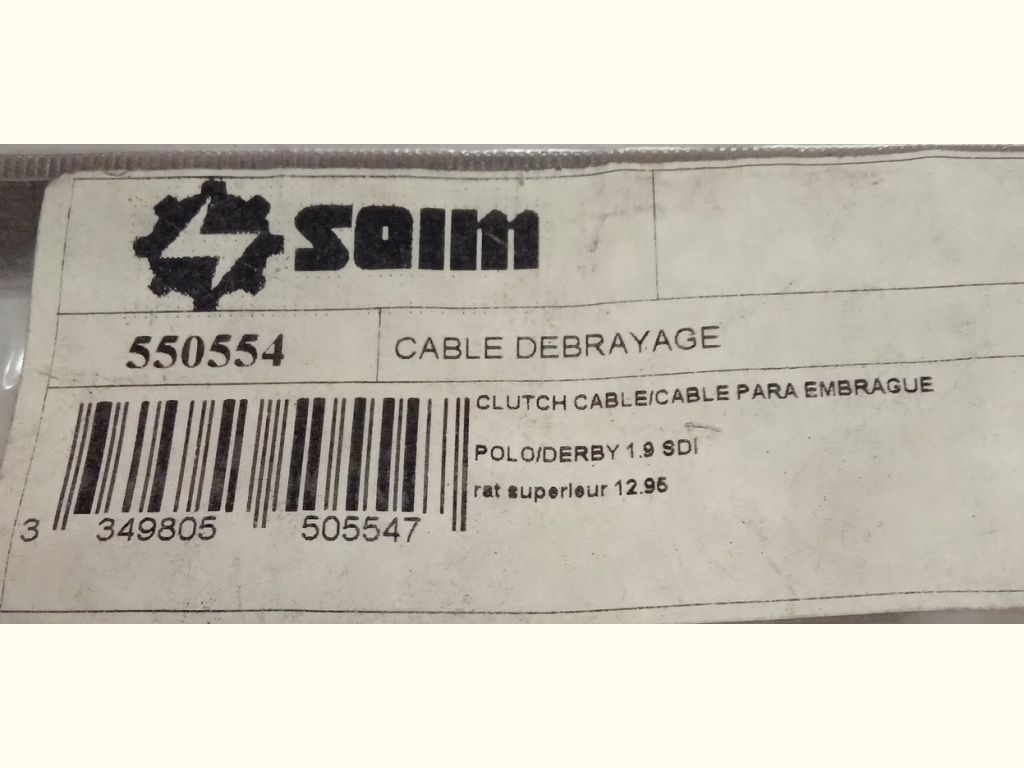 SAIM
550554
CABLE DEBRAYAGE
CLUTCH CABLE/CABLE PARA EMBRAGUE
POLO/DERBY 1.9 SDI
rat superieur 12.95
3 349805 505547